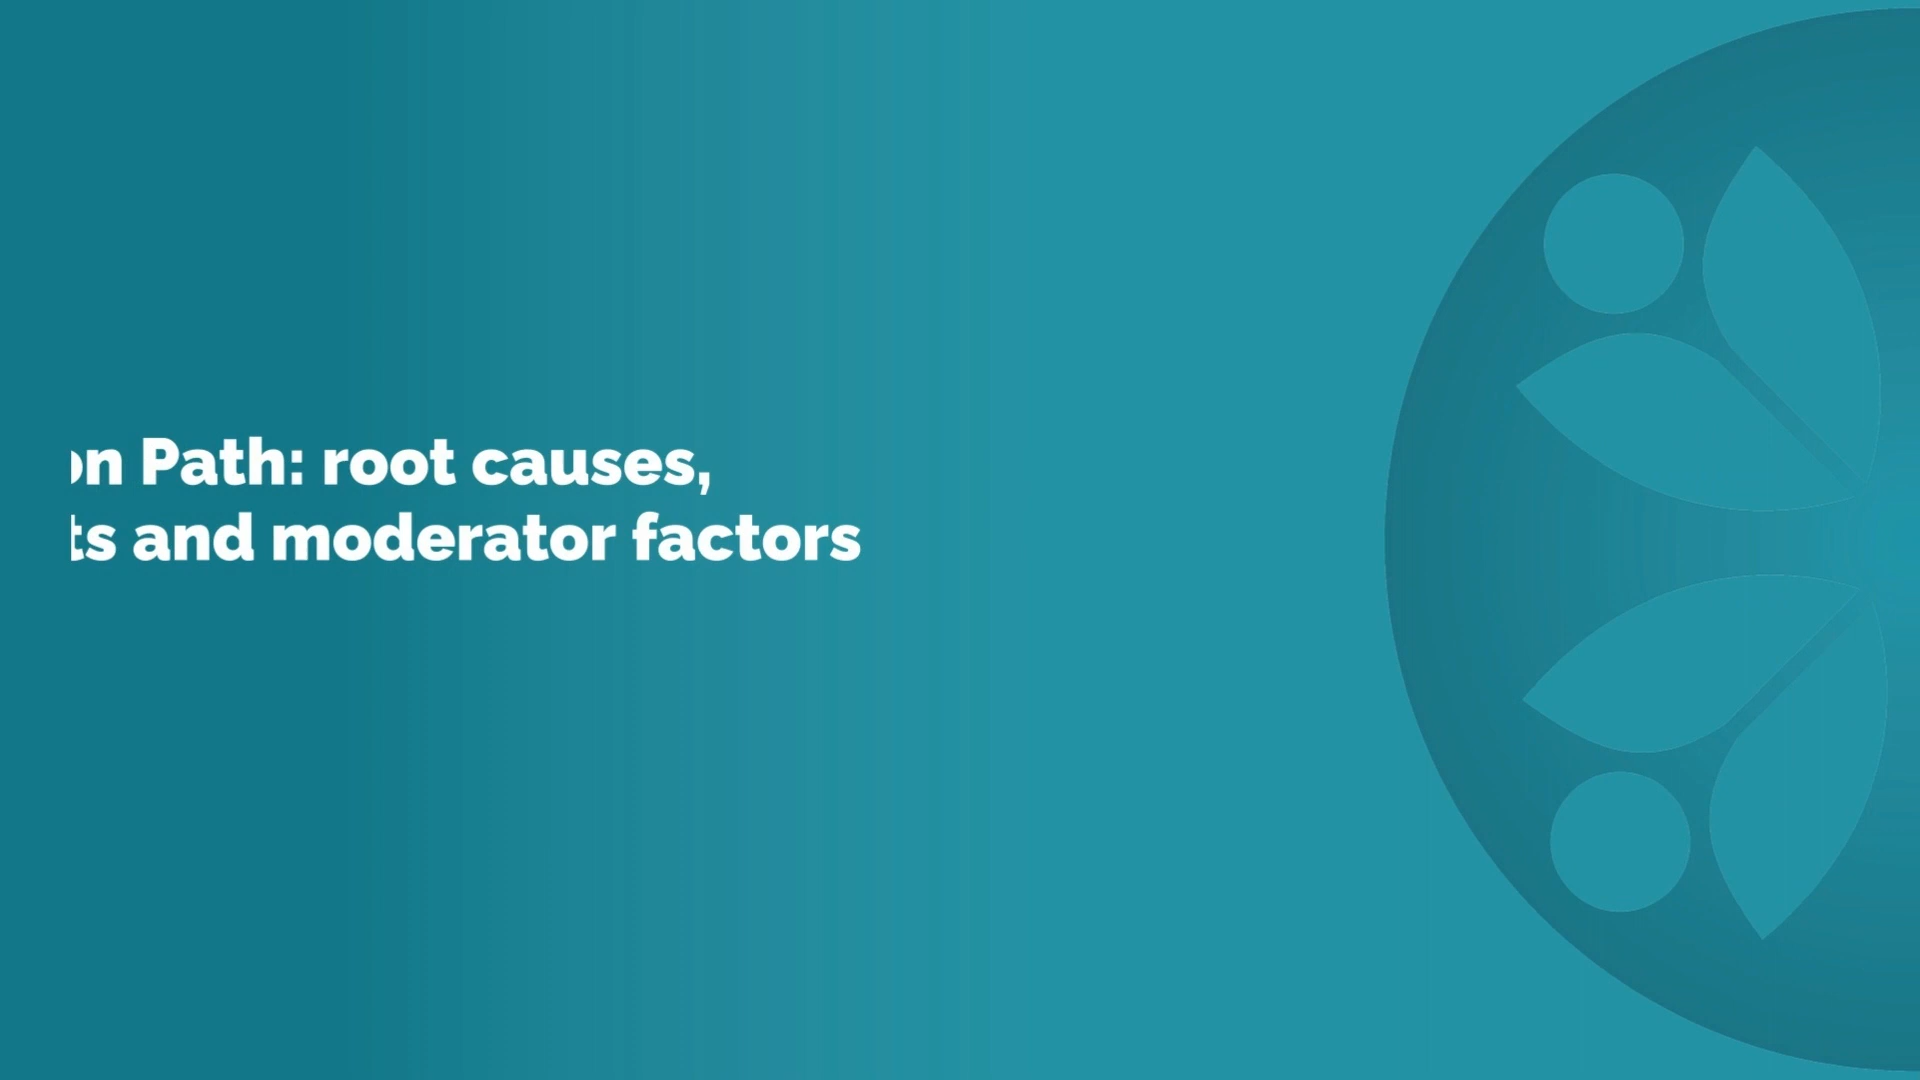 on Path: root causes,
ts and moderator factors